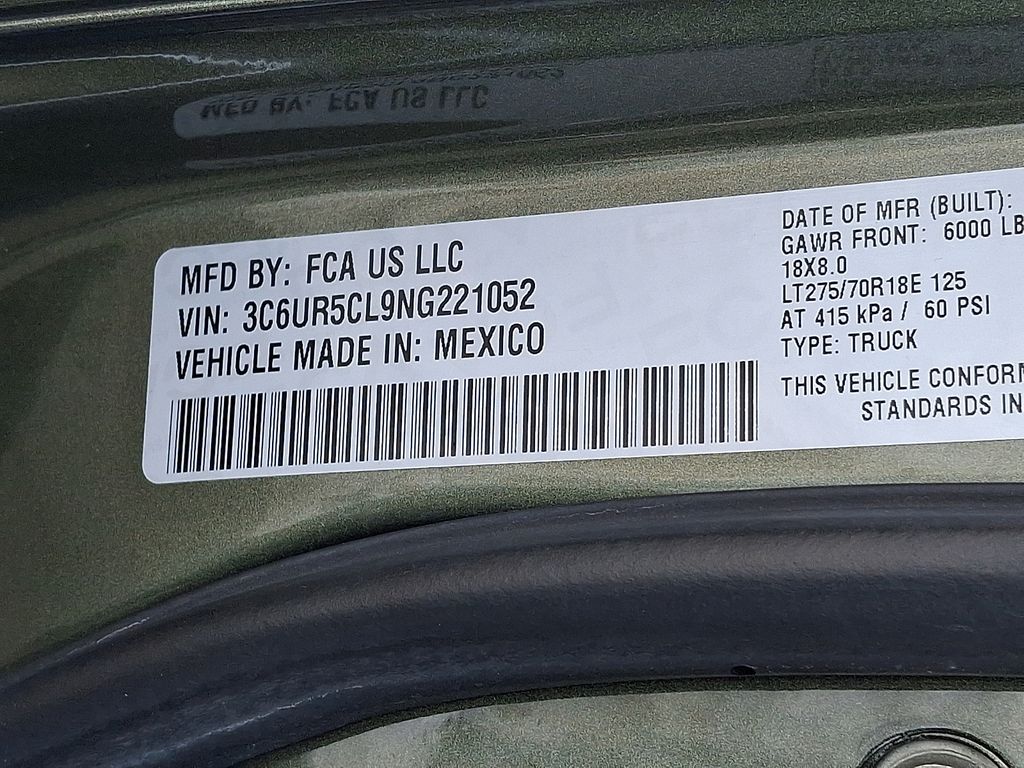 MFD BY: FCA US LLC
VIN: 3C6UR5CL9NG221052
VEHICLE MADE IN: MEXICO
DATE OF MFR (BUILT):
GAWR FRONT: 6000 LB
18X8.0
LT275/70R18E 125
AT 415 kPa / 60 PSI
TYPE: TRUCK
THIS VEHICLE CONFORM
STANDARDS IN
MFD BY: FCA US LLC